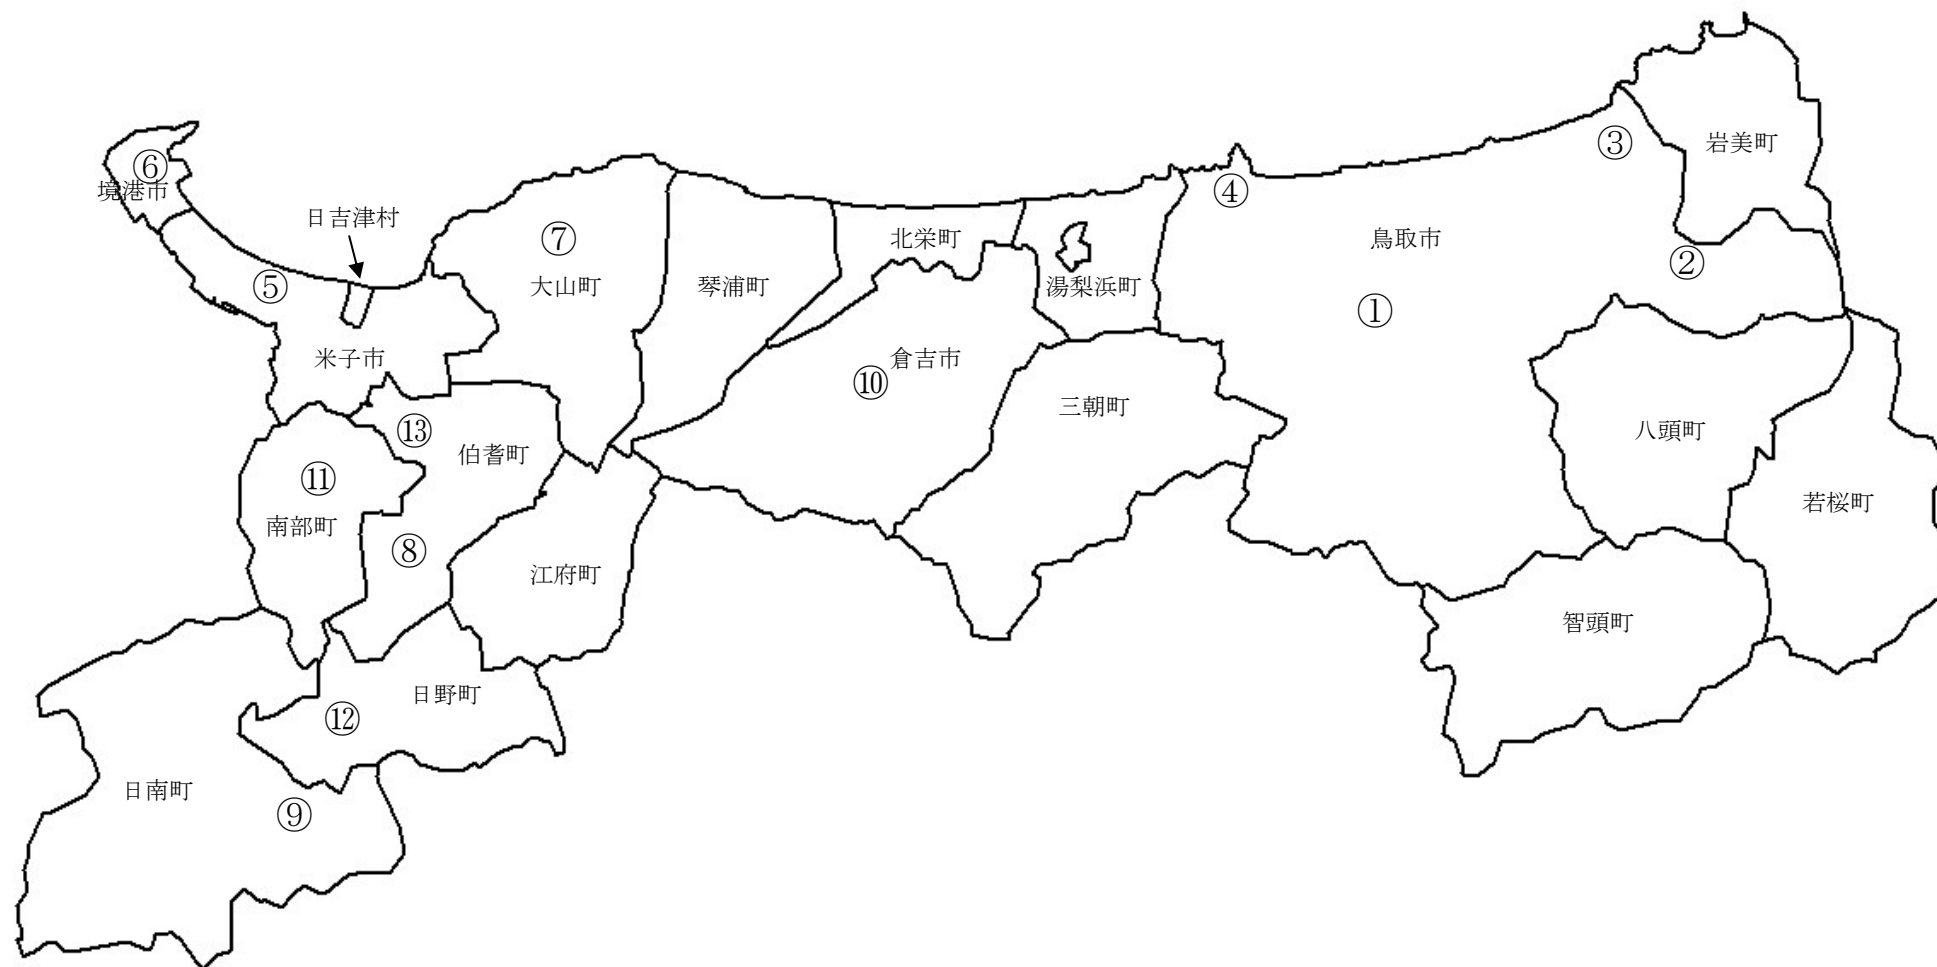 ③
岩美町
⑥
境港市
④
日吉津村
⑦
北栄町
鳥取市
②
⑤
大山町
琴浦町
湯梨浜町
①
米子市
倉吉市
⑩
三朝町
⑬
伯耆町
八頭町
⑪
南部町
若桜町
⑧
江府町
智頭町
日野町
⑫
日南町
⑨